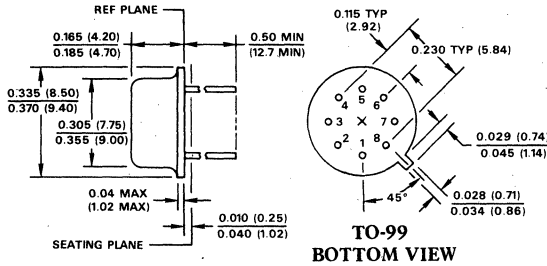 REF PLANE
0.165 (4.20)
0.185 (4.70)
0.50 MIN
(12.7 MIN)
0.335 (8.50)
0.370 (9.40)
0.305 (7.75)
0.355 (9.00)
0.04 MAX
(1.02 MAX)
0.010 (0.25)
0.040 (1.02)
SEATING PLANE
0.115 TYP
(2.92)
0.230 TYP (5.84)
5
4 6
3 7
2 8
1
0.029 (0.74)
0.045 (1.14)
45°
0.028 (0.71)
0.034 (0.86)
TO-99
BOTTOM VIEW